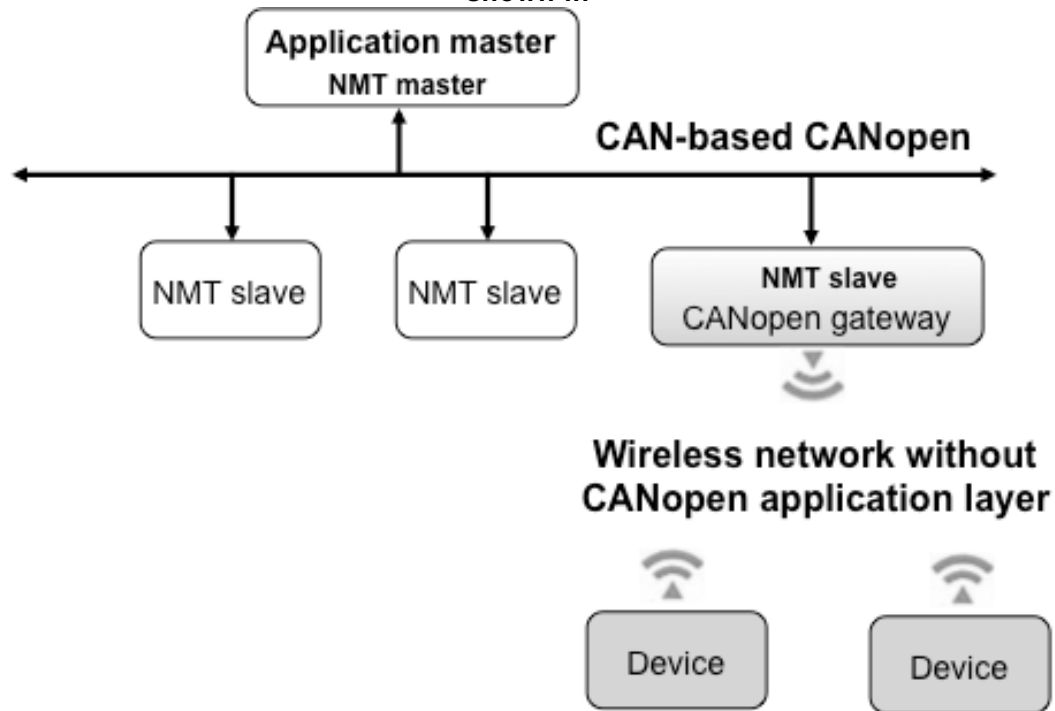 Application master
NMT master
CAN-based CANopen
NMT slave
NMT slave
NMT slave
CANopen gateway
Wireless network without
CANopen application layer
Device
Device